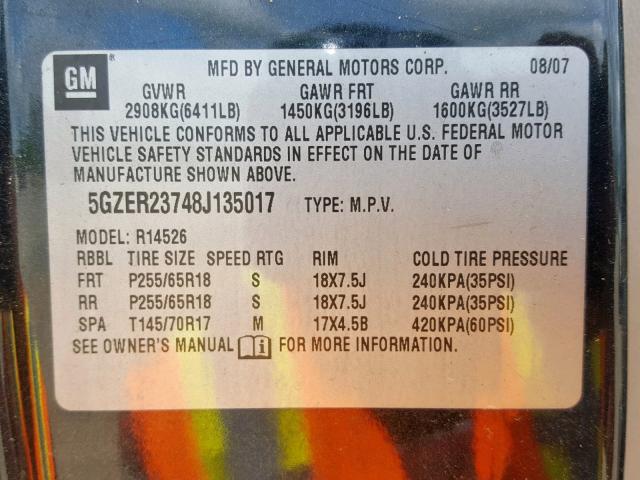 GM ® MFD BY GENERAL MOTORS CORP. 08/07
GVWR GAWR FRT GAWR RR
2908KG(6411LB) 1450KG(3196LB) 1600KG(3527LB)
THIS VEHICLE CONFORMS TO ALL APPLICABLE U.S. FEDERAL MOTOR
VEHICLE SAFETY STANDARDS IN EFFECT ON THE DATE OF
MANUFACTURE SHOWN ABOVE.
5GZER23748J135017 TYPE: M.P.V.
MODEL: R14526
RBBL TIRE SIZE SPEED RTG RIM COLD TIRE PRESSURE
FRT P255/65R18 S 18X7.5J 240KPA(35PSI)
RR P255/65R18 S 18X7.5J 240KPA(35PSI)
SPA T145/70R17 M 17X4.5B 420KPA(60PSI)
SEE OWNER'S MANUAL i FOR MORE INFORMATION.